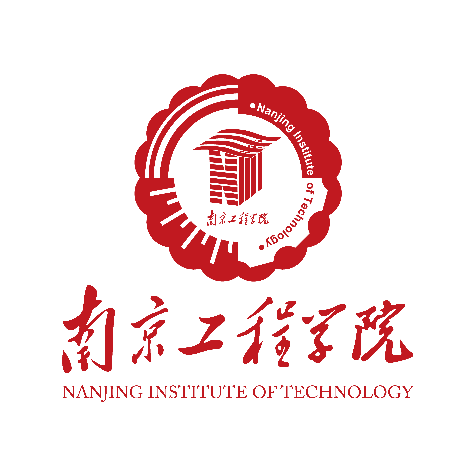 •Nanjing Institute of Technology•
南京工程学院
南京工程学院
NANJING INSTITUTE OF TECHNOLOGY